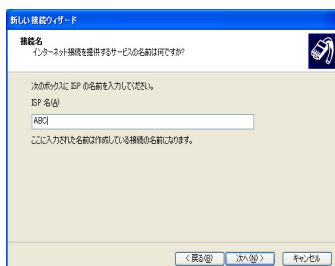 新しい接続ウィザード
接続名
インターネット接続を提供するサービスの名前は何ですか?
次のボックスに ISP の名前を入力してください。
ISP 名(A)
ABC
ここに入力された名前は作成している接続の名前になります。
< 戻る(B)
次へ(N) >
キャンセル